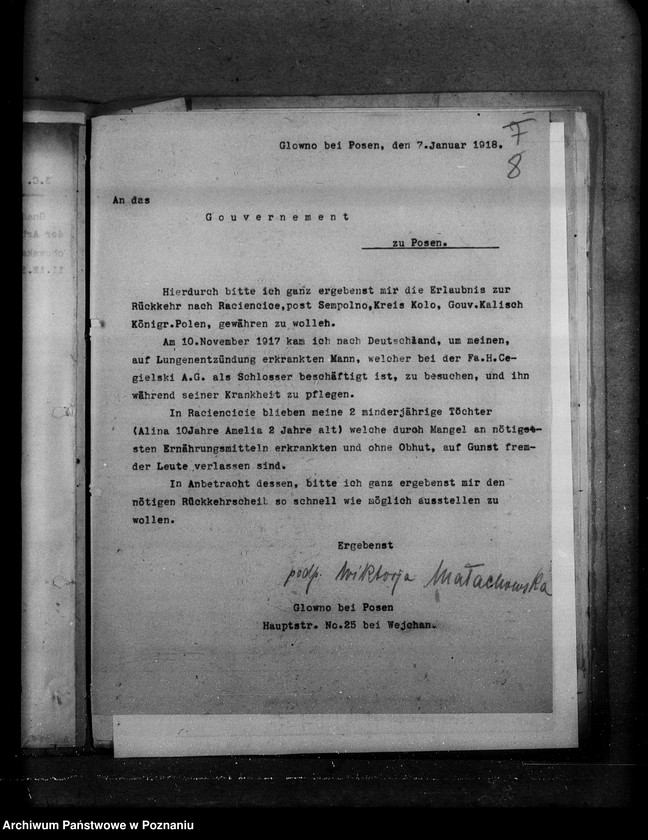 Glowno bei Posen, den 7.Januar 1918.
7
8
An das
Gouvernement
zu Posen.
Hierdurch bitte ich ganz ergebenst mir die Erlaubnis zur
Rückkehr nach Raciencice,post Sempolno,Kreis Kolo, Gouv.Kalisch
Königr.Polen, gewähren zu wollen.
Am 10.November 1917 kam ich nach Deutschland, um meinen,
auf Lungenentzündung erkrankten Mann, welcher bei der Fa.H.Ce-
gielski A.G. als Schlosser beschäftigt ist, zu besuchen, und ihn
während seiner Krankheit zu pflegen.
In Raciencicie blieben meine 2 minderjährige Töchter
(Alina 10Jahre Amelia 2 Jahre alt) welche durch Mangel an nötigst-
sten Ernährungsmitteln erkrankten und ohne Obhut, auf Gunst frem-
der Leute verlassen sind.
In Anbetracht dessen, bitte ich ganz ergebenst mir den
nötigen Rückkehrscheit so schnell wie möglich ausstellen zu
wollen.
Ergebenst
podp. Wiktorja Małachowska
Glowno bei Posen
Hauptstr. No.25 bei Wejchan.
Archiwum Państwowe w Poznaniu